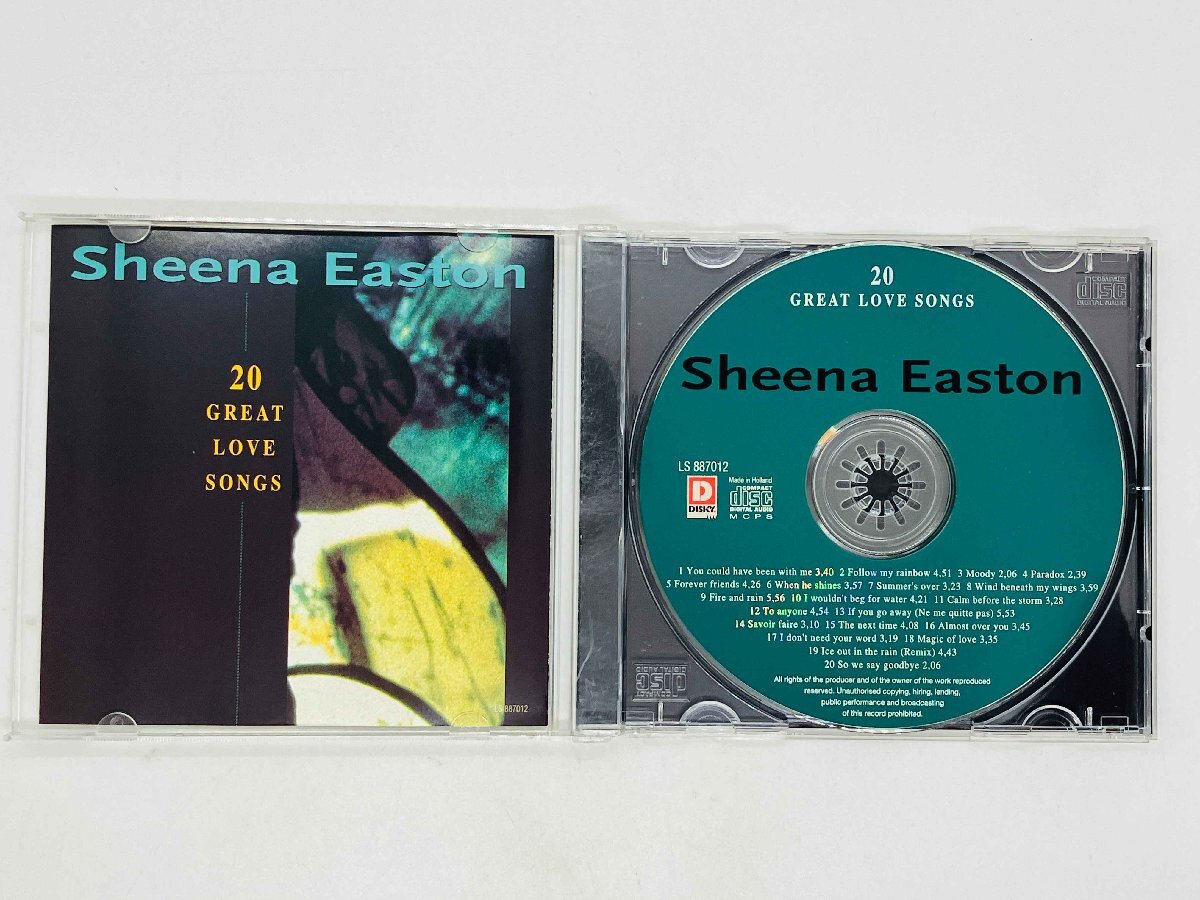 Sheena Easton
20
GREAT
LOVE
SONGS
LS 887012
20
GREAT LOVE SONGS
Sheena Easton
LS 887012
D
DISKY
Made in Holland
COMPACT
disc
DIGITAL AUDIO
MCPS
1 You could have been with me 3,40 2 Follow my rainbow 4,51 3 Moody 2,06 4 Paradox 2,39
5 Forever friends 4,26 6 When he shines 3,57 7 Summer's over 3,23 8 Wind beneath my wings 3,59
9 Fire and rain 5,56 10 I wouldn't beg for water 4,21 11 Calm before the storm 3,28
12 To anyone 4,54 13 If you go away (Ne me quitte pas) 5,53
14 Savoir faire 3,10 15 The next time 4,08 16 Almost over you 3,45
17 I don't need your word 3,19 18 Magic of love 3,35
19 Ice out in the rain (Remix) 4,43
20 So we say goodbye 2,06
All rights of the producer and of the owner of the work reproduced
reserved. Unauthorised copying, hiring, lending,
public performance and broadcasting
of this record prohibited.
COMPACT
disc
DIGITAL AUDIO
COMPACT
disc
DIGITAL AUDIO